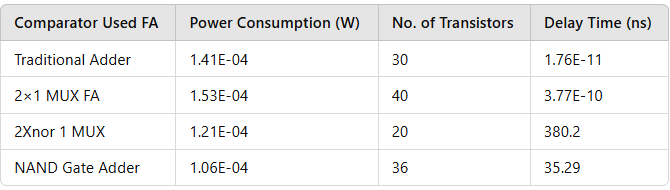 Comparator Used FA Power Consumption (W) No. of Transistors Delay Time (ns)
Traditional Adder 1.41E-04 30 1.76E-11
2×1 MUX FA 1.53E-04 40 3.77E-10
2Xnor 1 MUX 1.21E-04 20 380.2
NAND Gate Adder 1.06E-04 36 35.29